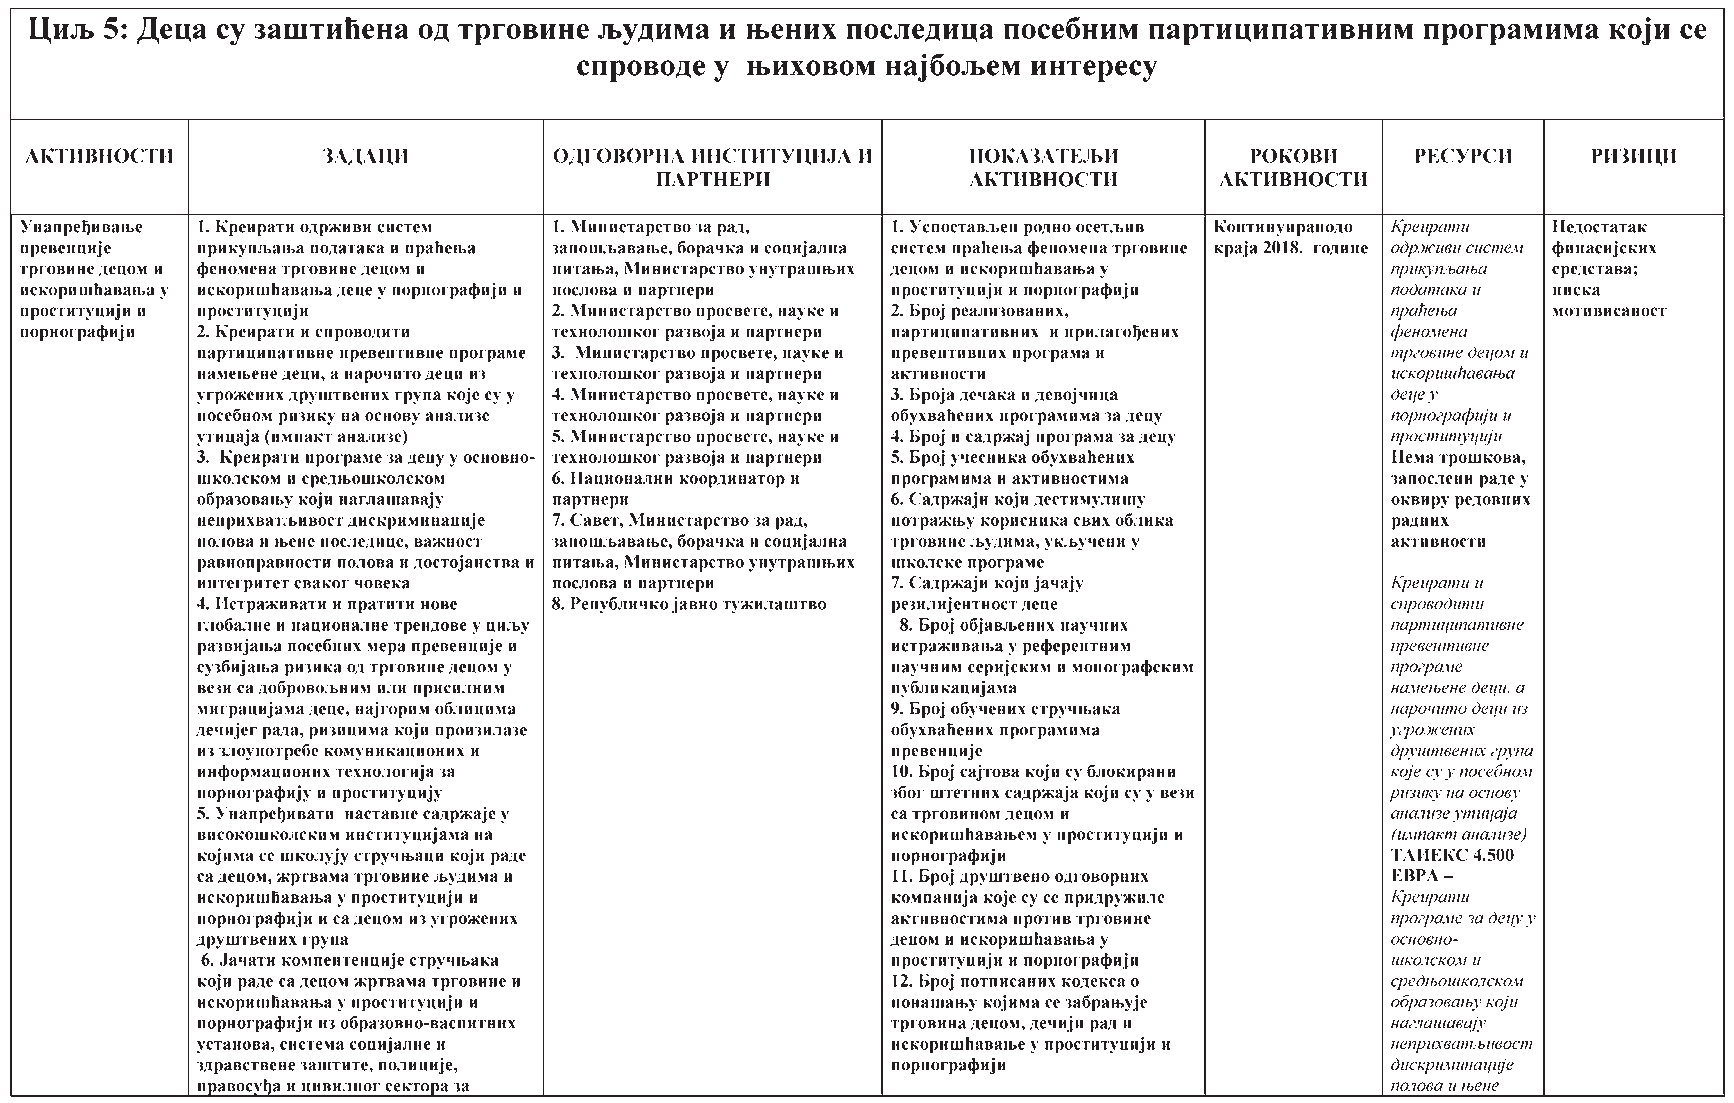 Циљ 5: Деца су заштићена од трговине људима и њених последица посебним партиципативним програмима који се
спроводе у њиховом најбољем интересу
АКТИВНОСТИ
ЗАДАЦИ
ОДГОВОРНА ИНСТИТУЦИЈА И
ПАРТНЕРИ
ПОКАЗАТЕЉИ
АКТИВНОСТИ
РОКОВИ
АКТИВНОСТИ
РЕСУРСИ
РИЗИЦИ
Унапређивање
превенције
трговине децом и
искоришћавања у
проституцији и
порнографији
1. Креирати одрживи систем
прикупљања података и праћења
феномена трговине децом и
искоришћавања деце у порнографији и
проституцији
2. Креирати и спроводити
партиципативне превентивне програме
намењене деци, а нарочито деци из
угрожених друштвених група које су у
посебном ризику на основу анализе
утицаја (импакт анализе)
3. Креирати програме за децу у основно-
школском и средњошколском
образовању који наглашавају
неприхватљивост дискриминације
полова и њене последице, важност
равноправности полова и достојанства и
интегритет сваког човека
4. Истраживати и пратити нове
глобалне и националне трендове у циљу
развијања посебних мера превенције и
сузбијања ризика од трговине децом у
вези са добровољним или присилним
миграцијама деце, најгорим облицима
дечијег рада, ризицима који произилазе
из злоупотребе комуникационих и
информационих технологија за
порнографију и проституцију
5. Унапређивати наставне садржаје у
високошколским институцијама на
којима се школују стручњаци који раде
са децом, жртвама трговине људима и
искоришћавања у проституцији и
порнографији и са децом из угрожених
друштвених група
6. Јачати компентенције стручњака
који раде са децом жртвама трговине и
искоришћавања у проституцији и
порнографији из образовно-васпитних
установа, система социјалне и
здравствене заштите, полиције,
правосуђа и цивилног сектора за
1. Министарство за рад,
запошљавање, борачка и социјална
питања, Министарство унутрашњих
послова и партнери
2. Министарство просвете, науке и
технолошког развоја и партнери
3. Министарство просвете, науке и
технолошког развоја и партнери
4. Министарство просвете, науке и
технолошког развоја и партнери
5. Министарство просвете, науке и
технолошког развоја и партнери
6. Национални координатор и
партнери
7. Савет, Министарство за рад,
запошљавање, борачка и социјална
питања, Министарство унутрашњих
послова и партнери
8. Републичко јавно тужилаштво
1. Успостављен родно осетљив
систем праћења феномена трговине
децом и искоришћавања у
проституцији и порнографији
2. Број реализованих,
партиципативних и прилагођених
превентивних програма и
активности
3. Броја дечака и девојчица
обухваћених програмима за децу
4. Број и садржај програма за децу
5. Број учесника обухваћених
програмима и активностима
6. Садржаји који дестимулишу
потражњу корисника свих облика
трговине људима, укључени у
школске програме
7. Садржаји који јачају
резилијентност деце
8. Број објављених научних
истраживања у референтним
научним серијским и монографским
публикацијама
9. Број обучених стручњака
обухваћених програмима
превенције
10. Број сајтова који су блокирани
због штетних садржаја који су у вези
са трговином децом и
искоришћавањем у проституцији и
порнографији
11. Број друштвено одговорних
компанија које су се придружиле
активностима против трговине
децом и искоришћавања у
проституцији и порнографији
12. Број потписаних кодекса о
понашању којима се забрањује
трговина децом, дечији рад и
искоришћавање у проституцији и
порнографији
Континуираподо
краја 2018. године
Креирати
одрживи систем
прикупљања
података и
праћења
феномена
трговине децом и
искоришћавања
деце у
порнографији и
проституцији
Нема трошкова,
запослени раде у
оквиру редовних
радних
активности
Креирати и
спроводити
партиципативне
превентивне
програме
намењене деци, а
нарочито деци из
угрожених
друштвених група
које су у посебном
ризику на основу
анализе утицаја
(импакт анализе)
ТАИЕКС 4.500
ЕВРА –
Креирати
програме за децу у
основно-
школском и
средњошколском
образовању који
наглашавају
неприхватљивост
дискриминације
полова и њене
Недостатак
финасијских
средстава;
ниска
мотивисаност